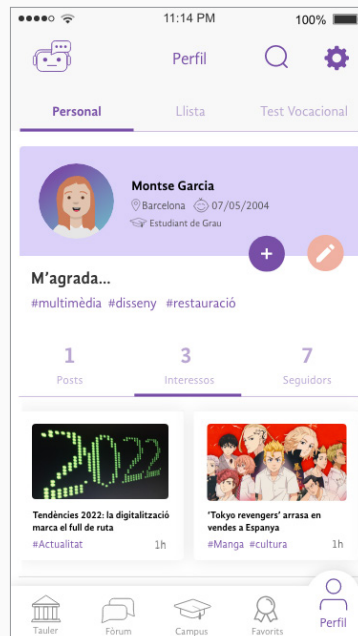 11:14 PM 100%
Perfil
Personal Llista Test Vocacional
Montse Garcia
Barcelona 07/05/2004
Estudiant de Grau
+
M'agrada...
#multimèdia #disseny #restauració
1 3 7
Posts Interessos Seguidors
2022
Tendències 2022: la digitalització
marca el full de ruta
#Actualitat 1h
'Tokyo revengers' arrasa en
vendes a Espanya
#Manga #cultura 1h
Tauler Fòrum Campus Favorits Perfil